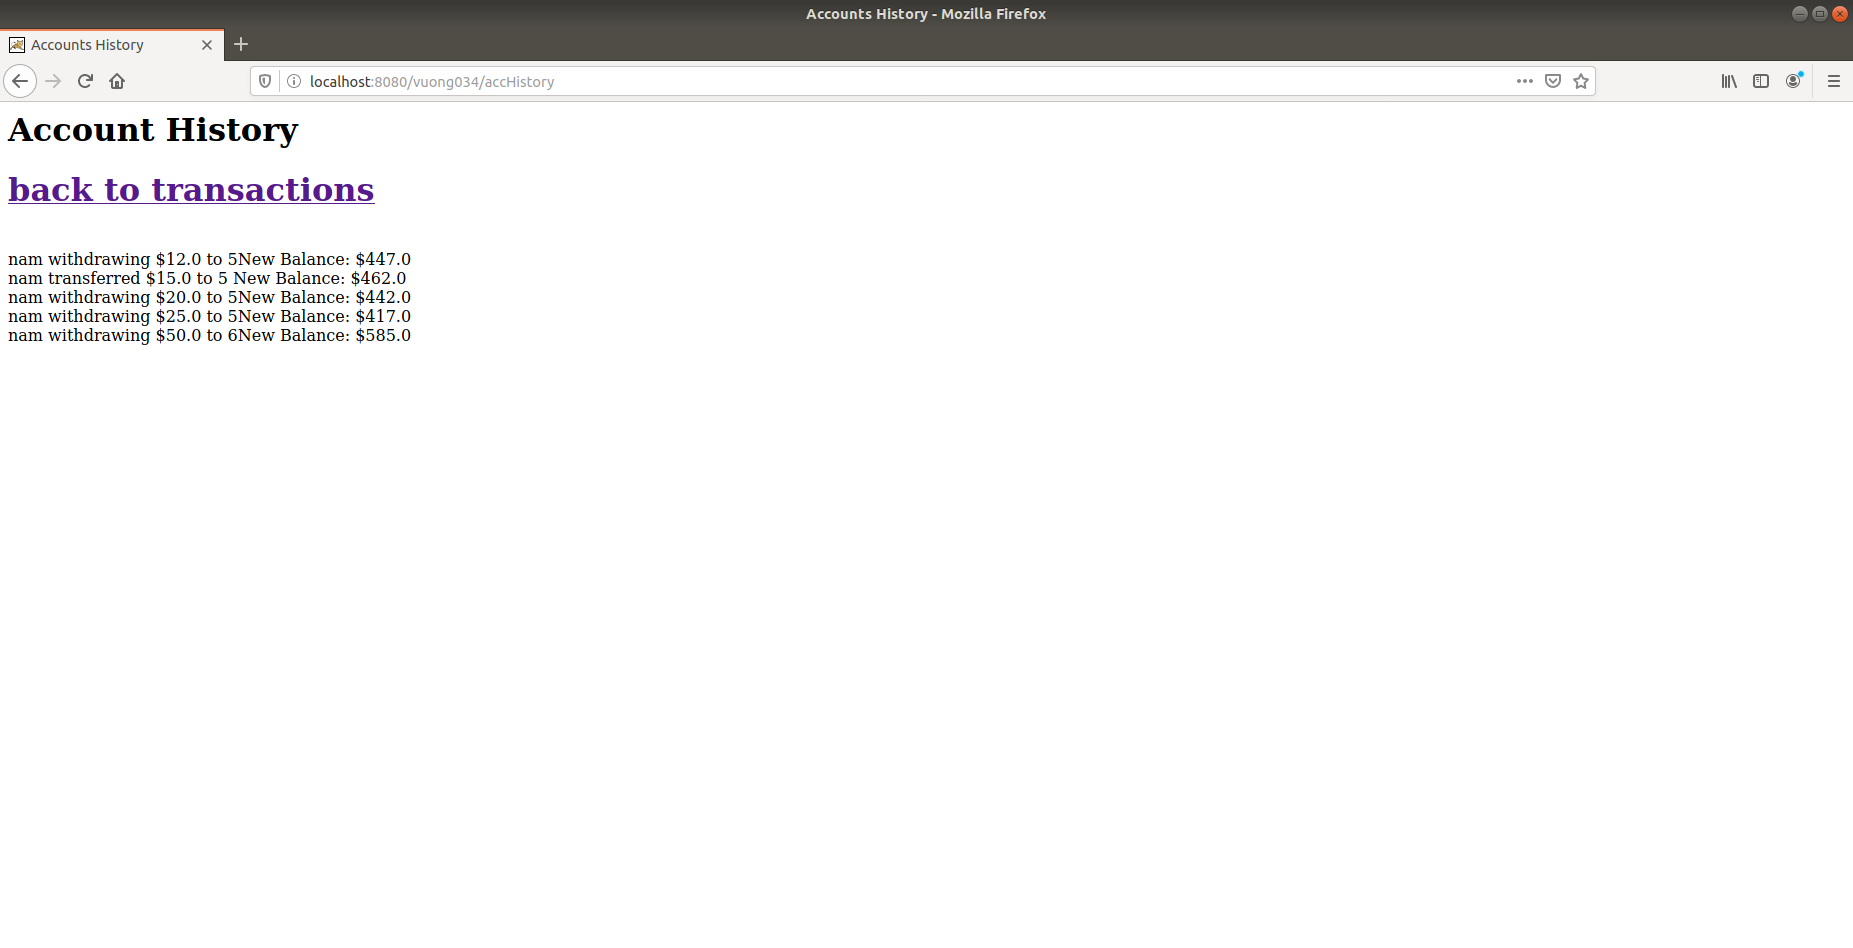 Accounts History - Mozilla Firefox
Accounts History
localhost:8080/vuong034/accHistory
Account History
back to transactions
nam withdrawing $12.0 to 5New Balance: $447.0
nam transferred $15.0 to 5 New Balance: $462.0
nam withdrawing $20.0 to 5New Balance: $442.0
nam withdrawing $25.0 to 5New Balance: $417.0
nam withdrawing $50.0 to 6New Balance: $585.0